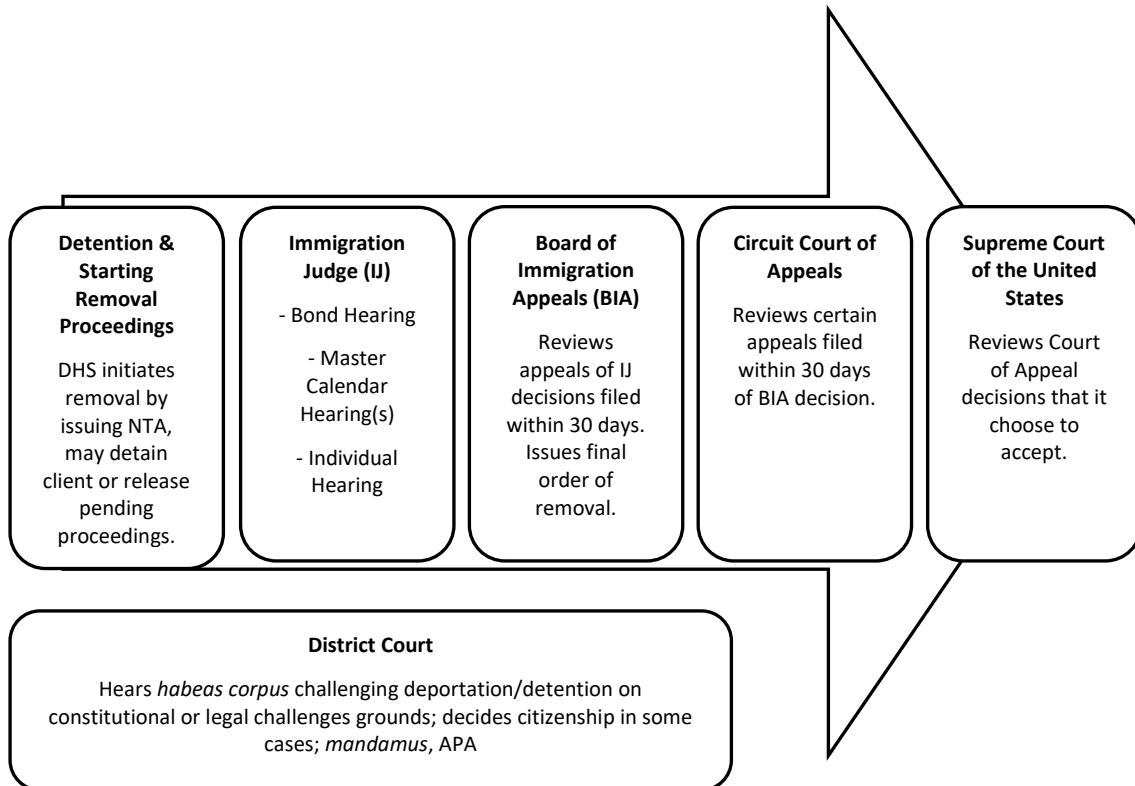 Detention &
Starting
Removal
Proceedings
DHS initiates
removal by
issuing NTA,
may detain
client or release
pending
proceedings.
Immigration
Judge (IJ)
- Bond Hearing
- Master
Calendar
Hearing(s)
- Individual
Hearing
Board of
Immigration
Appeals (BIA)
Reviews
appeals of IJ
decisions filed
within 30 days.
Issues final
order of
removal.
Circuit Court of
Appeals
Reviews certain
appeals filed
within 30 days
of BIA decision.
Supreme Court
of the United
States
Reviews Court
of Appeal
decisions that it
choose to
accept.
District Court
Hears habeas corpus challenging deportation/detention on
constitutional or legal challenges grounds; decides citizenship in some
cases; mandamus, APA